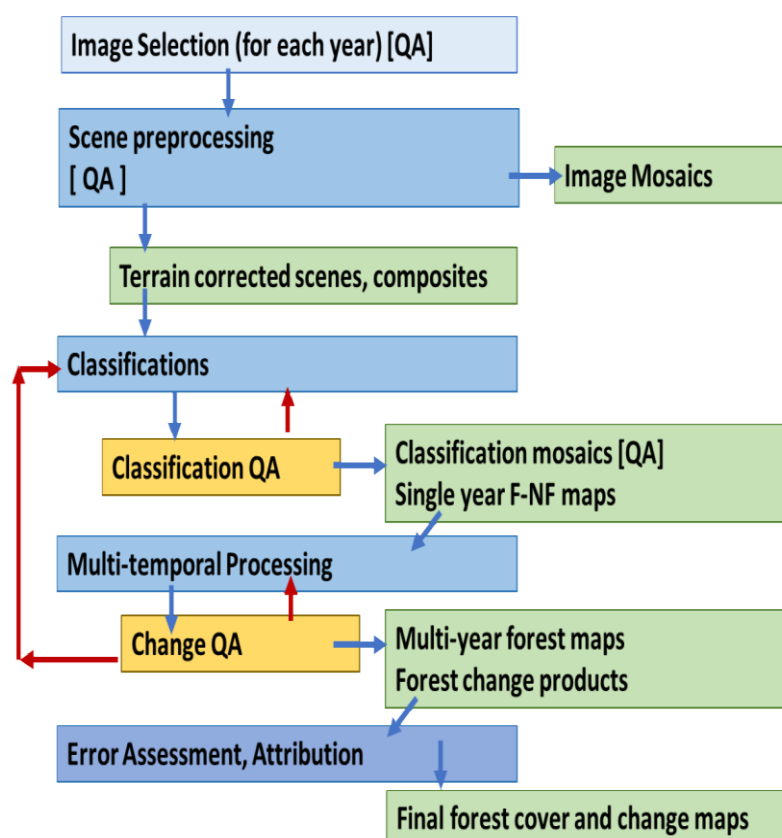 Image Selection (for each year) [QA]
Scene preprocessing
[ QA ]
Image Mosaics
Terrain corrected scenes, composites
Classifications
Classification QA
Classification mosaics [QA]
Single year F-NF maps
Multi-temporal Processing
Change QA
Multi-year forest maps
Forest change products
Error Assessment, Attribution
Final forest cover and change maps